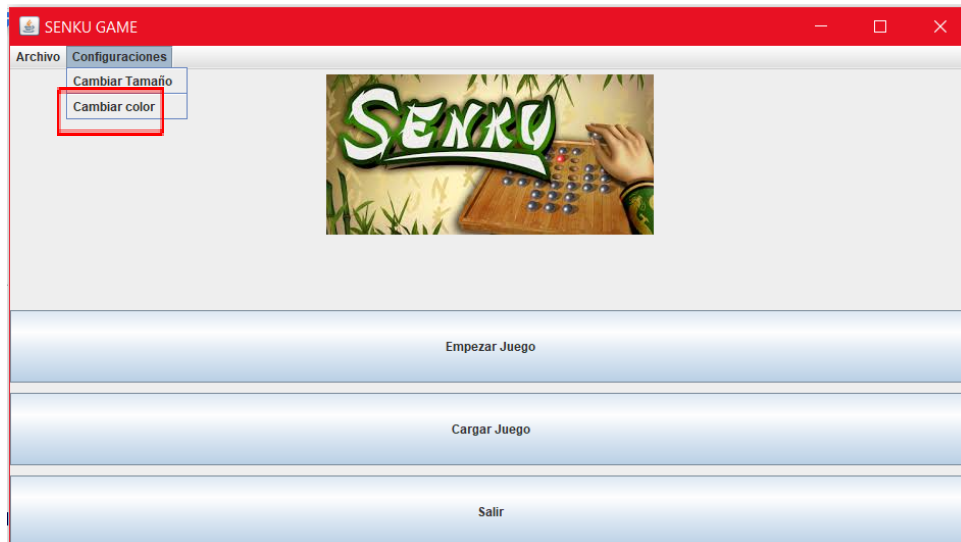 SENKU GAME
Archivo Configuraciones
Cambiar Tamaño
Cambiar color
SENKU
Empezar Juego
Cargar Juego
Salir